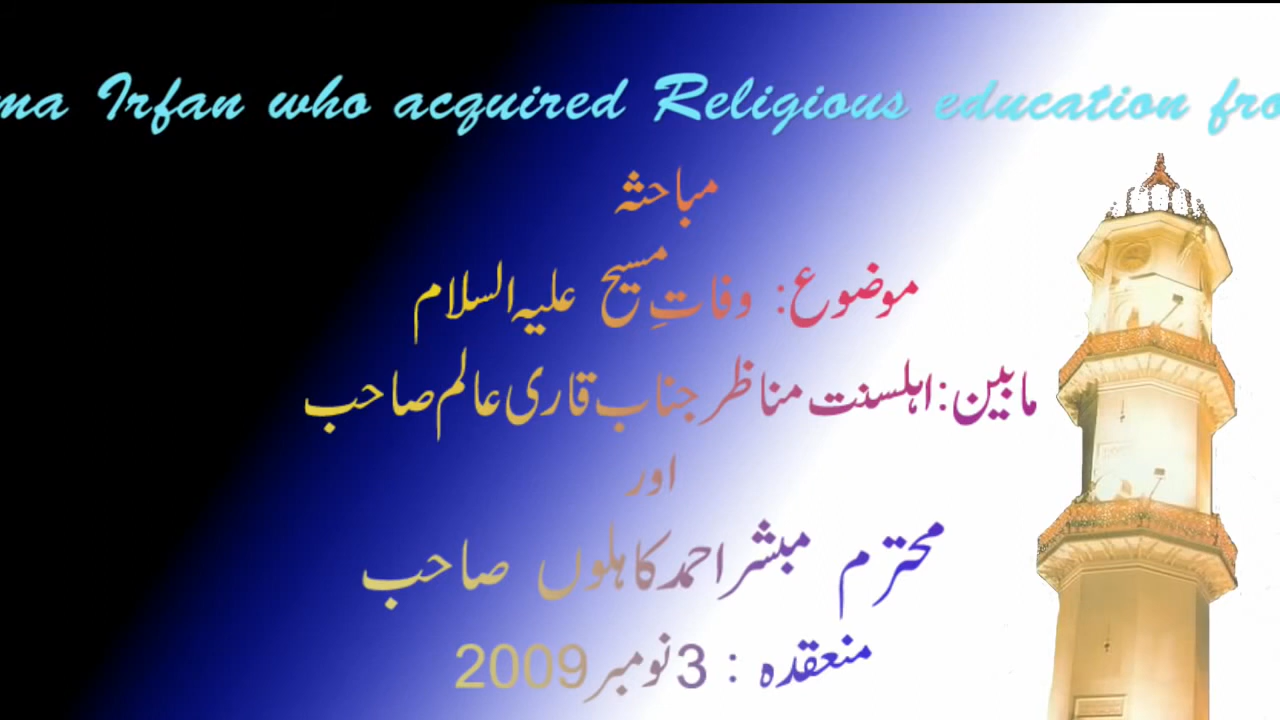 ma Irfan who acquired Religious education fro
مباحثہ
موضوع: وفاتِ مسیح علیہ السلام
مابین: اہلسنت مناظر جناب قاری عالم صاحب
اور
محترم مبشر احمد کاہلوں صاحب
منعقدہ : 3 نومبر 2009